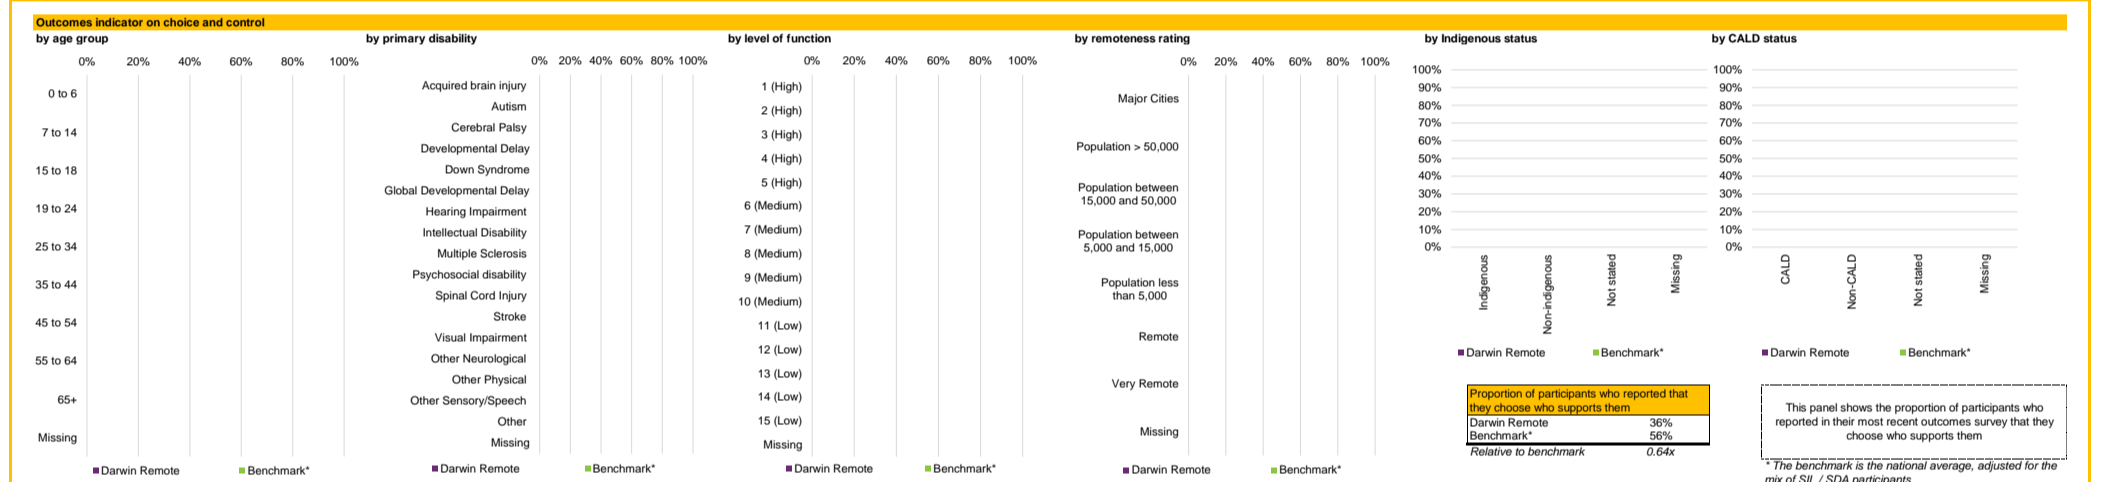 Outcomes indicator on choice and control
by age group
0% 20% 40% 60% 80% 100%
0 to 6
7 to 14
15 to 18
19 to 24
25 to 34
35 to 44
45 to 54
55 to 64
65+
Missing
Darwin Remote
Benchmark*
by primary disability
0% 20% 40% 60% 80% 100%
Acquired brain injury
Autism
Cerebral Palsy
Developmental Delay
Down Syndrome
Global Developmental Delay
Hearing Impairment
Intellectual Disability
Multiple Sclerosis
Psychosocial disability
Spinal Cord Injury
Stroke
Visual Impairment
Other Neurological
Other Physical
Other Sensory/Speech
Other
Missing
Darwin Remote
Benchmark*
by level of function
0% 20% 40% 60% 80% 100%
1 (High)
2 (High)
3 (High)
4 (High)
5 (High)
6 (Medium)
7 (Medium)
8 (Medium)
9 (Medium)
10 (Medium)
11 (Low)
12 (Low)
13 (Low)
14 (Low)
15 (Low)
Missing
Darwin Remote
Benchmark*
by remoteness rating
0% 20% 40% 60% 80% 100%
Major Cities
Population > 50,000
Population between
15,000 and 50,000
Population between
5,000 and 15,000
Population less
than 5,000
Remote
Very Remote
Missing
Darwin Remote
Benchmark*
by Indigenous status
100%
90%
80%
70%
60%
50%
40%
30%
20%
10%
0%
Indigenous
Non-indigenous
Not stated
Missing
Darwin Remote
Benchmark*
by CALD status
100%
90%
80%
70%
60%
50%
40%
30%
20%
10%
0%
CALD
Non-CALD
Not stated
Missing
Darwin Remote
Benchmark*
Proportion of participants who reported that
they choose who supports them
Darwin Remote 36%
Benchmark* 56%
Relative to benchmark 0.64x
This panel shows the proportion of participants who
reported in their most recent outcomes survey that they
choose who supports them
* The benchmark is the national average, adjusted for the
mix of SIL / SDA participants